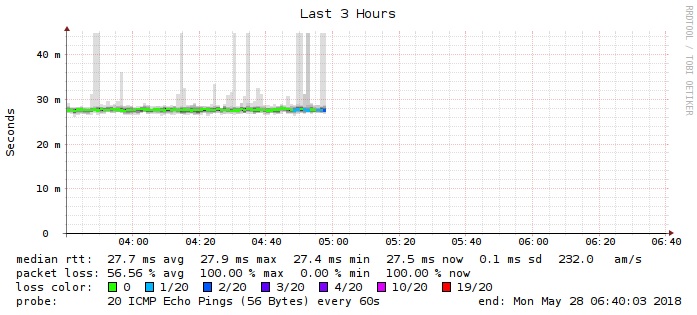 Last 3 Hours
RRDTOOL / TOBI OETIKER
Seconds
40 m
30 m
20 m
10 m
0
04:00 04:20 04:40 05:00 05:20 05:40 06:00 06:20 06:40
median rtt: 27.7 ms avg 27.9 ms max 27.4 ms min 27.5 ms now 0.1 ms sd 232.0 am/s
packet loss: 56.56 % avg 100.00 % max 0.00 % min 100.00 % now
loss color: 0 1/20 2/20 3/20 4/20 10/20 19/20
probe: 20 ICMP Echo Pings (56 Bytes) every 60s end: Mon May 28 06:40:03 2018